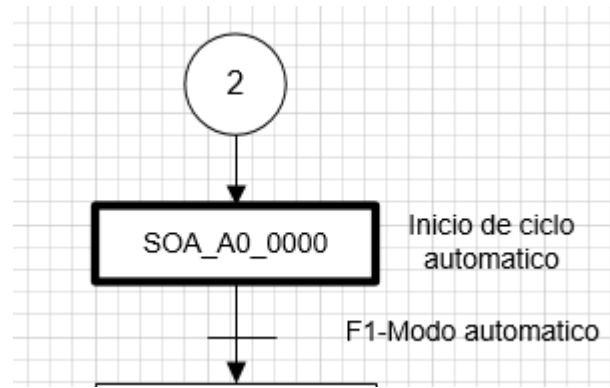 2
SOA_A0_0000
Inicio de ciclo
automatico
F1-Modo automatico